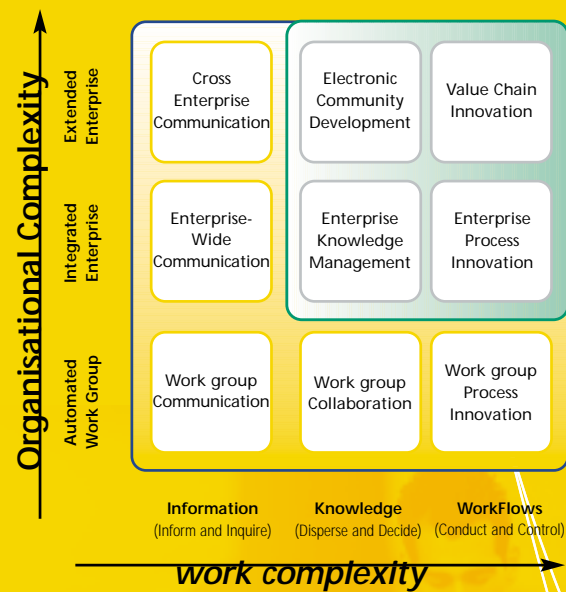 Organisational Complexity
Extended
Enterprise
Cross
Enterprise
Communication
Electronic
Community
Development
Value Chain
Innovation
Integrated
Enterprise
Enterprise-
Wide
Communication
Enterprise
Knowledge
Management
Enterprise
Process
Innovation
Automated
Work Group
Work group
Communication
Work group
Collaboration
Work group
Process
Innovation
Information
(Inform and Inquire)
Knowledge
(Disperse and Decide)
WorkFlows
(Conduct and Control)
work complexity